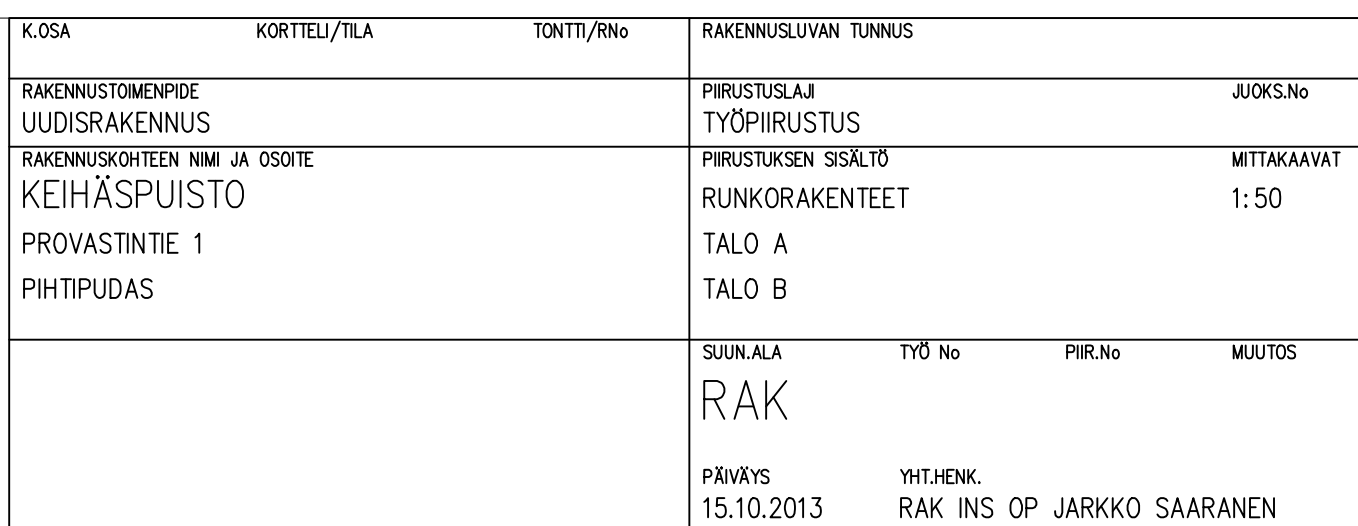 K.OSA KORTTELI/TILA TONTTI/RNo RAKENNUSLUVAN TUNNUS
RAKENNUSTOIMENPIDE
UUDISRAKENNUS
PIIRUSTUSLAJI JUOKS.No
TYÖPIIRUSTUS
RAKENNUSKOHTEEN NIMI JA OSOITE
KEIHÄSPUISTO
PROVASTINTIE 1
PIHTIPUDAS
PIIRUSTUKSEN SISÄLTÖ MITTAKAAVAT
RUNKORAKENTEET 1:50
TALO A
TALO B
SUUN.ALA TYÖ No PIIR.No MUUTOS
RAK
PÄIVÄYS YHT.HENK.
15.10.2013 RAK INS OP JARKKO SAARANEN